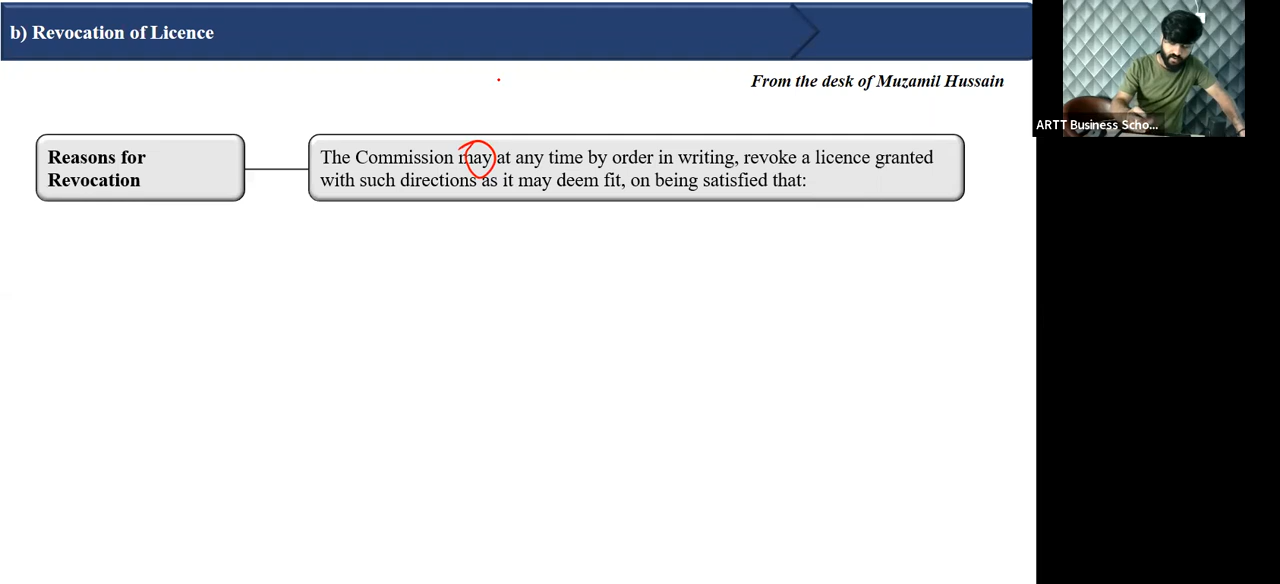 b) Revocation of Licence
From the desk of Muzamil Hussain
ARTT Business Scho...
Reasons for
Revocation
The Commission may at any time by order in writing, revoke a licence granted
with such directions as it may deem fit, on being satisfied that: